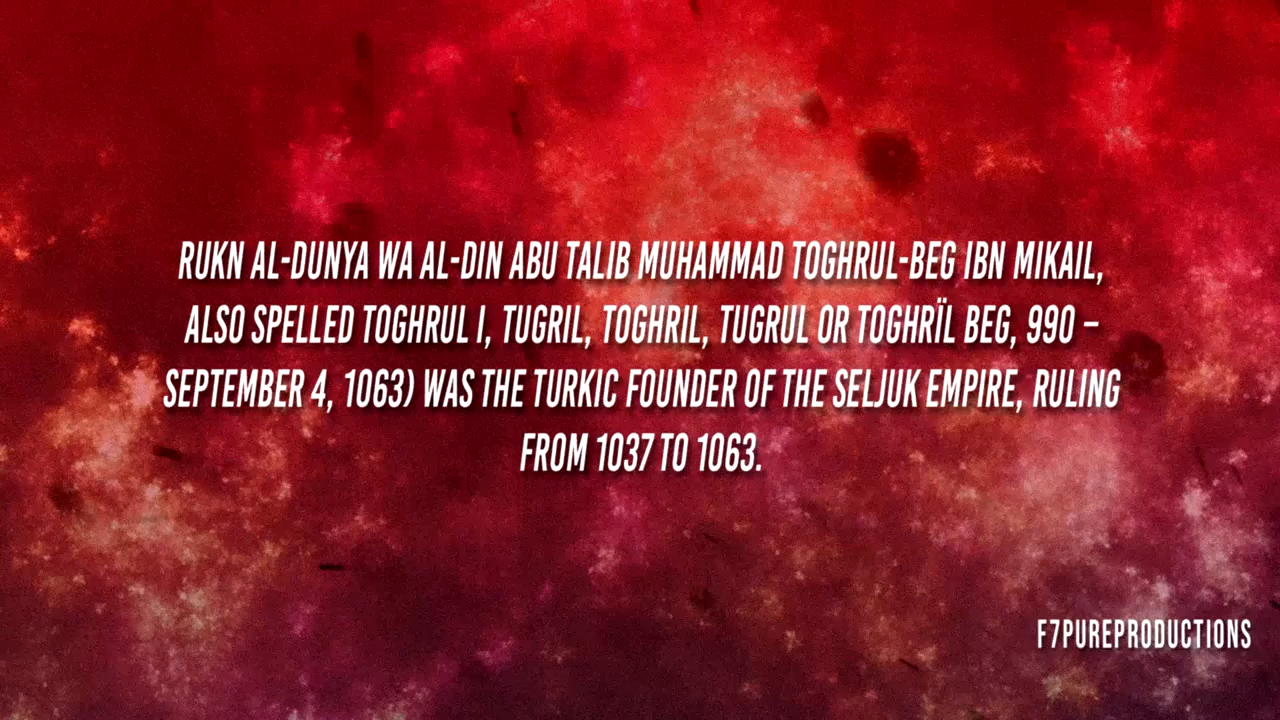 RUKN AL-DUNYA WA AL-DIN ABU TALIB MUHAMMAD TOGHRUL-BEG IBN MIKAIL,
ALSO SPELLED TOGHRUL I, TUGRIL, TOGHRIL, TUGRUL OR TOGHRÏL BEG, 990 –
SEPTEMBER 4, 1063) WAS THE TURKIC FOUNDER OF THE SELJUK EMPIRE, RULING
FROM 1037 TO 1063.
F7PUREPRODUCTIONS